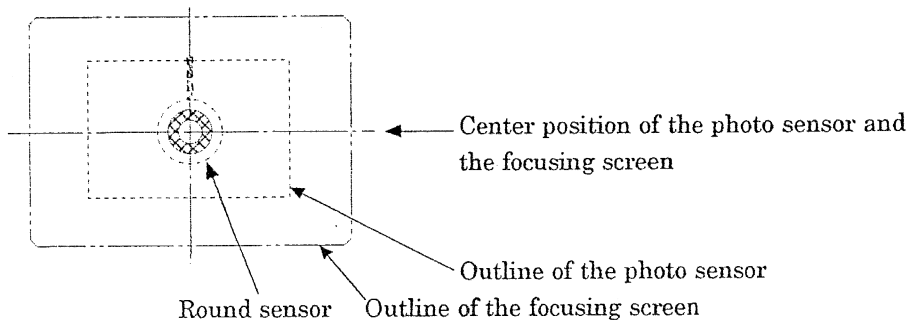 Center position of the photo sensor and
the focusing screen
Outline of the photo sensor
Round sensor
Outline of the focusing screen